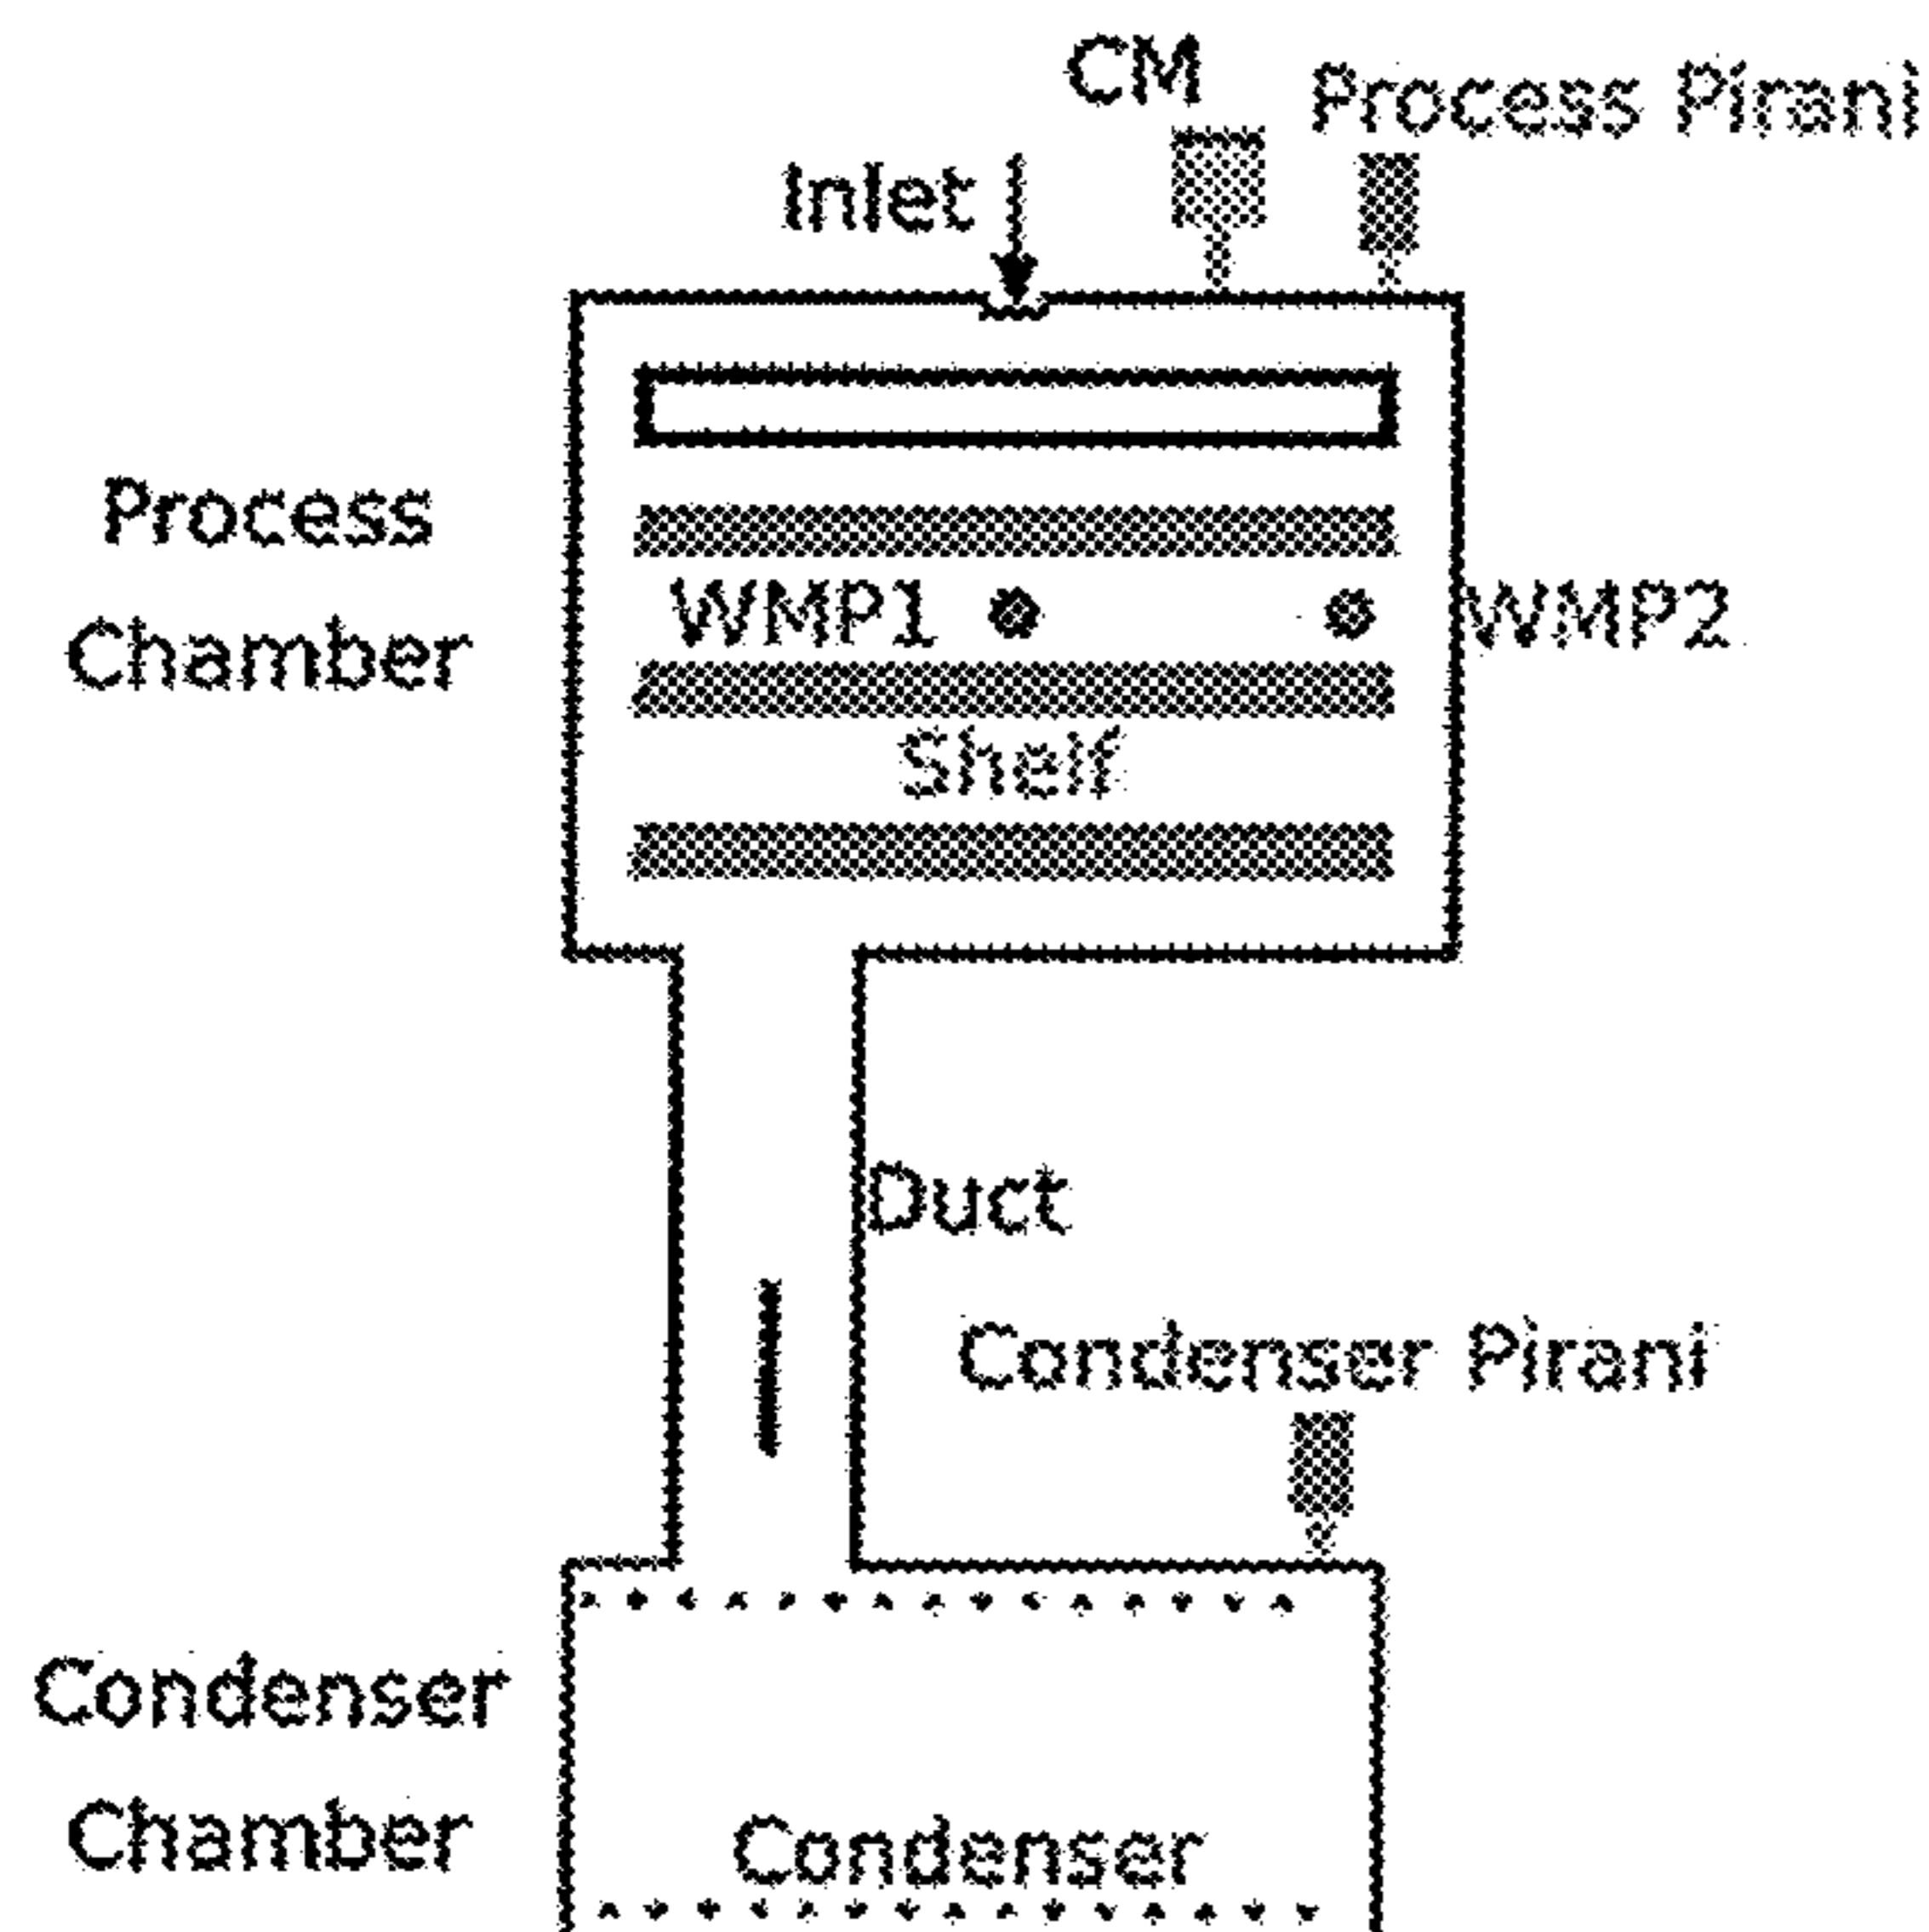 CM
Process Pirani
Inlet
Process
Chamber
WMP1
WMP2
Shelf
Duct
Condenser Pirani
Condenser
Chamber
Condenser